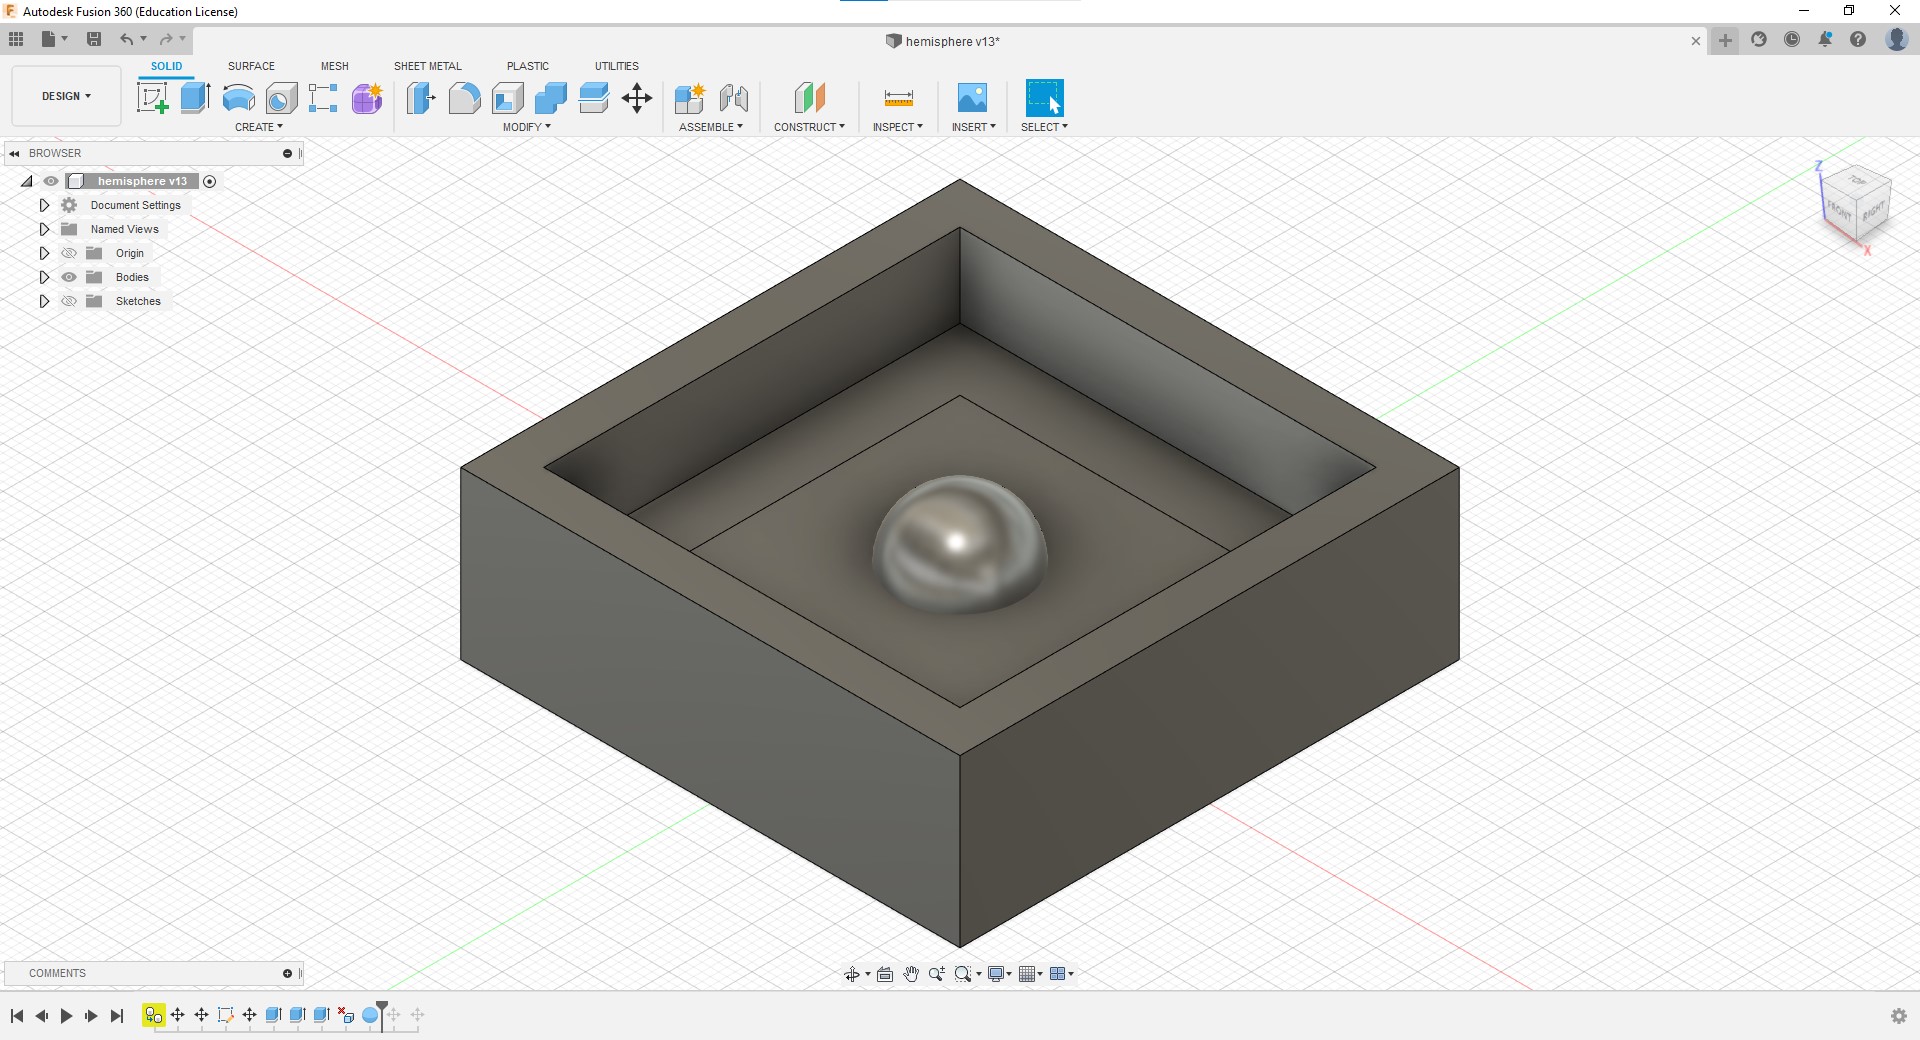 Autodesk Fusion 360 (Education License)
hemisphere v13*
DESIGN
SOLID
SURFACE
MESH
SHEET METAL
PLASTIC
UTILITIES
CREATE
MODIFY
ASSEMBLE
CONSTRUCT
INSPECT
INSERT
SELECT
BROWSER
hemisphere v13
Document Settings
Named Views
Origin
Bodies
Sketches
Z
TOP
FRONT
RIGHT
X
COMMENTS